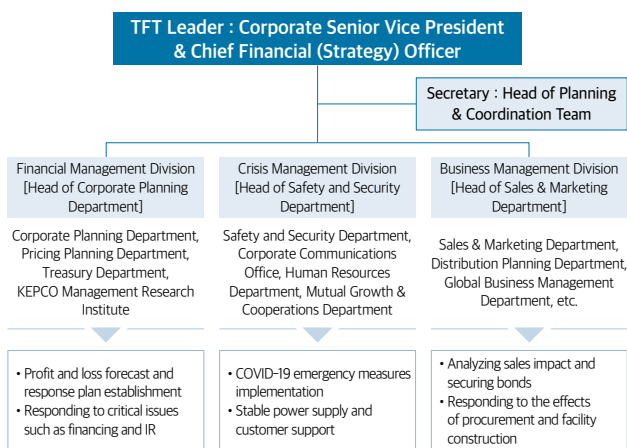 TFT Leader : Corporate Senior Vice President
& Chief Financial (Strategy) Officer
Secretary : Head of Planning
& Coordination Team
Financial Management Division
[Head of Corporate Planning
Department]
Corporate Planning Department,
Pricing Planning Department,
Treasury Department,
KEPCO Management Research
Institute
• Profit and loss forecast and
response plan establishment
• Responding to critical issues
such as financing and IR
Crisis Management Division
[Head of Safety and Security
Department]
Safety and Security Department,
Corporate Communications
Office, Human Resources
Department, Mutual Growth &
Cooperations Department
• COVID-19 emergency measures
implementation
• Stable power supply and
customer support
Business Management Division
[Head of Sales & Marketing
Department]
Sales & Marketing Department,
Distribution Planning Department,
Global Business Management
Department, etc.
• Analyzing sales impact and
securing bonds
• Responding to the effects
of procurement and facility
construction